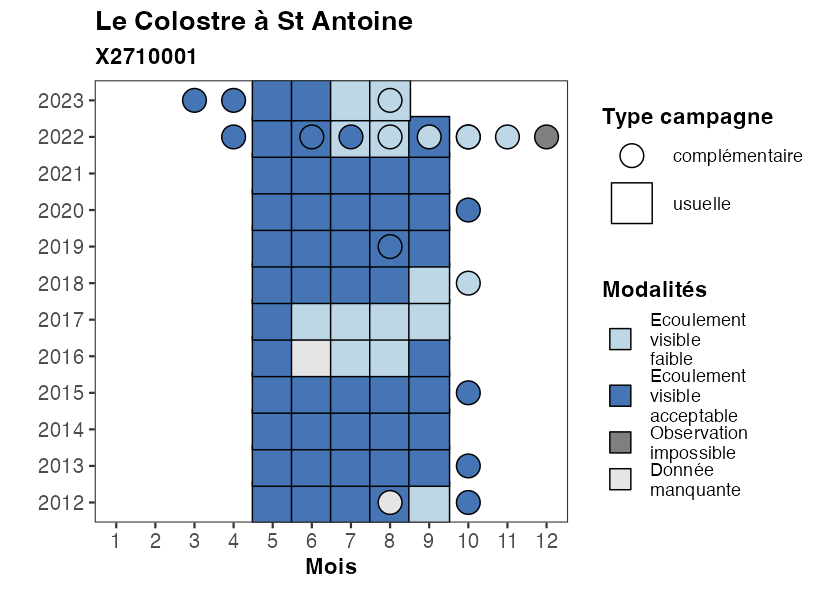 Le Colostre à St Antoine
X2710001
2023
2022
2021
2020
2019
2018
2017
2016
2015
2014
2013
2012
1 2 3 4 5 6 7 8 9 10 11 12
Mois
Type campagne
complémentaire
usuelle
Modalités
Ecoulement
visible
faible
Ecoulement
visible
acceptable
Observation
impossible
Donnée
manquante